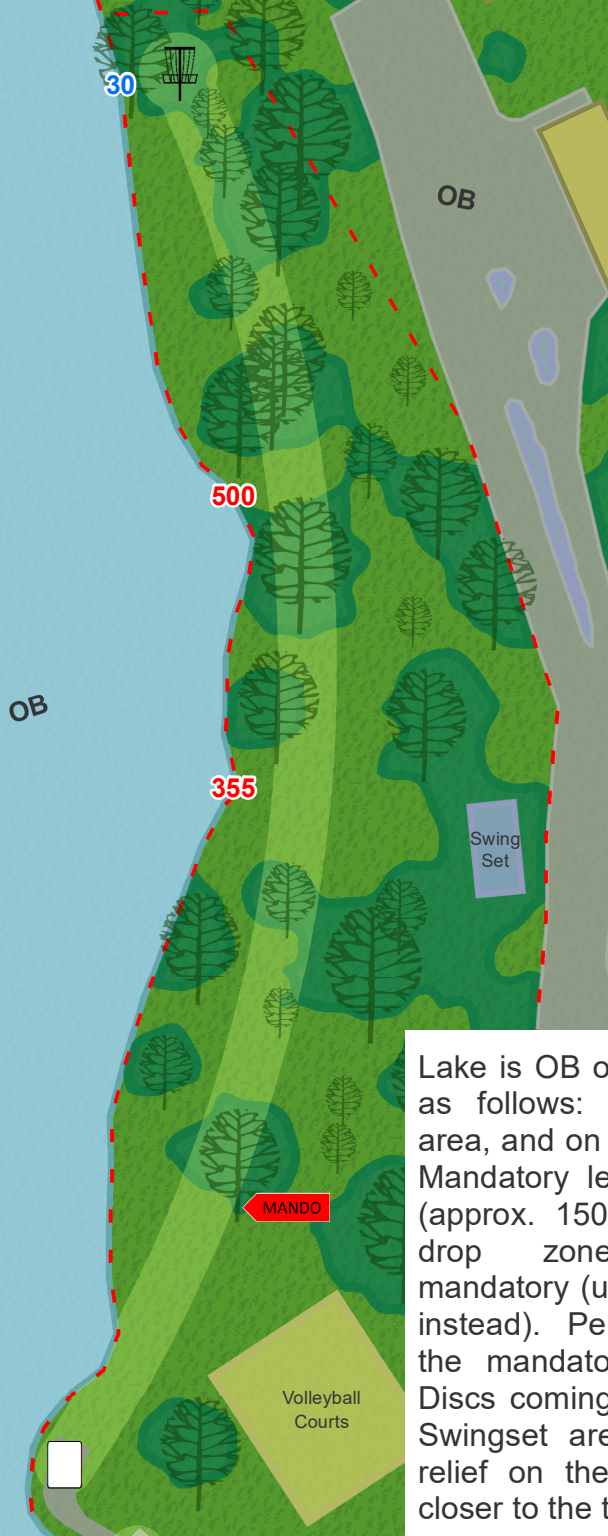 30
OB
500
OB
355
Swing
Set
MANDO
Volleyball
Courts
Lake is OB o
as follows:
area, and on
Mandatory le
(approx. 150
drop zone
mandatory (u
instead). Pe
the mandato
Discs coming
Swingset are
relief on the
closer to the t